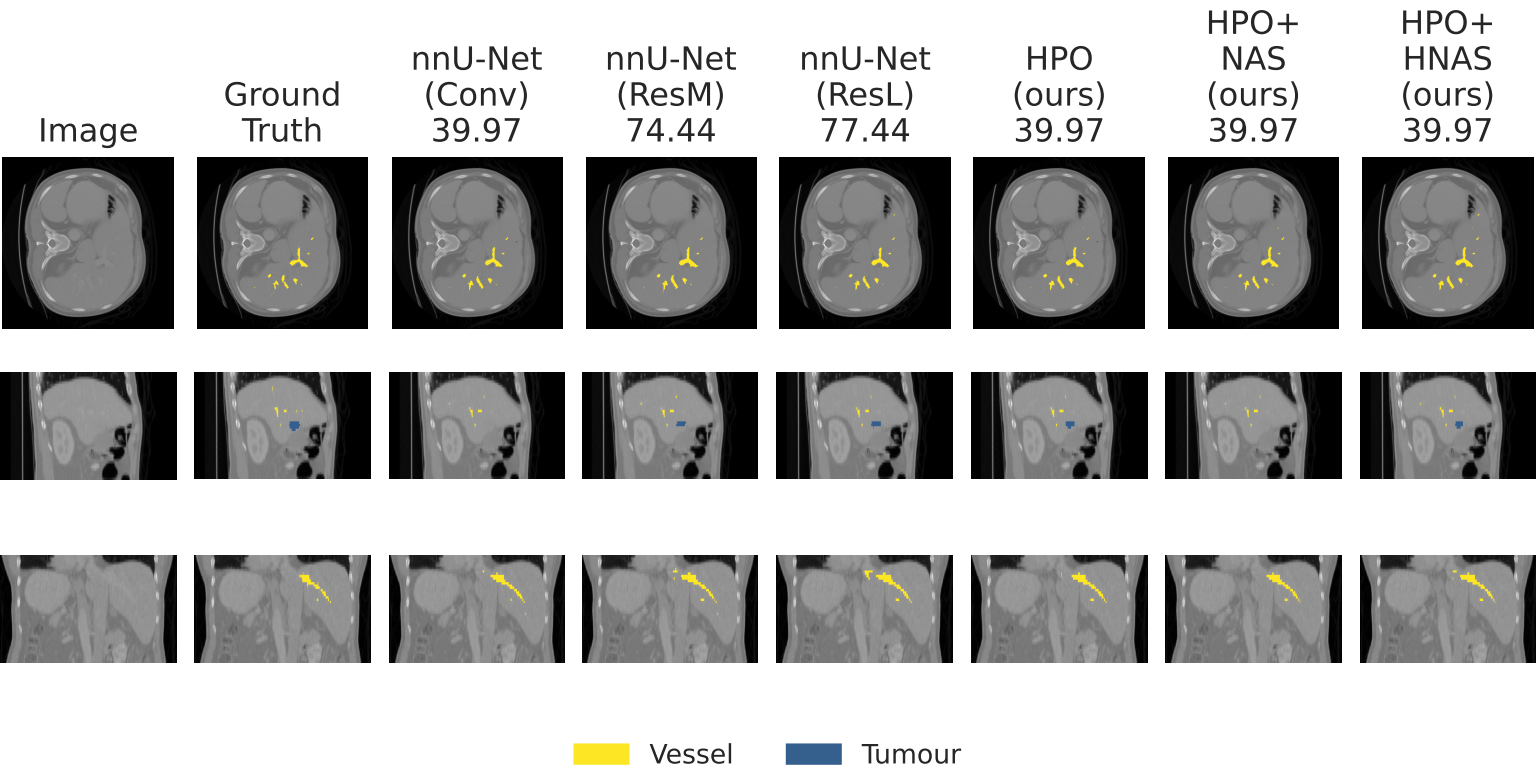 Image
Ground
Truth
nnU-Net
(Conv)
39.97
nnU-Net
(ResM)
74.44
nnU-Net
(ResL)
77.44
HPO
(ours)
39.97
HPO+
NAS
(ours)
39.97
HPO+
HNAS
(ours)
39.97
Vessel
Tumour